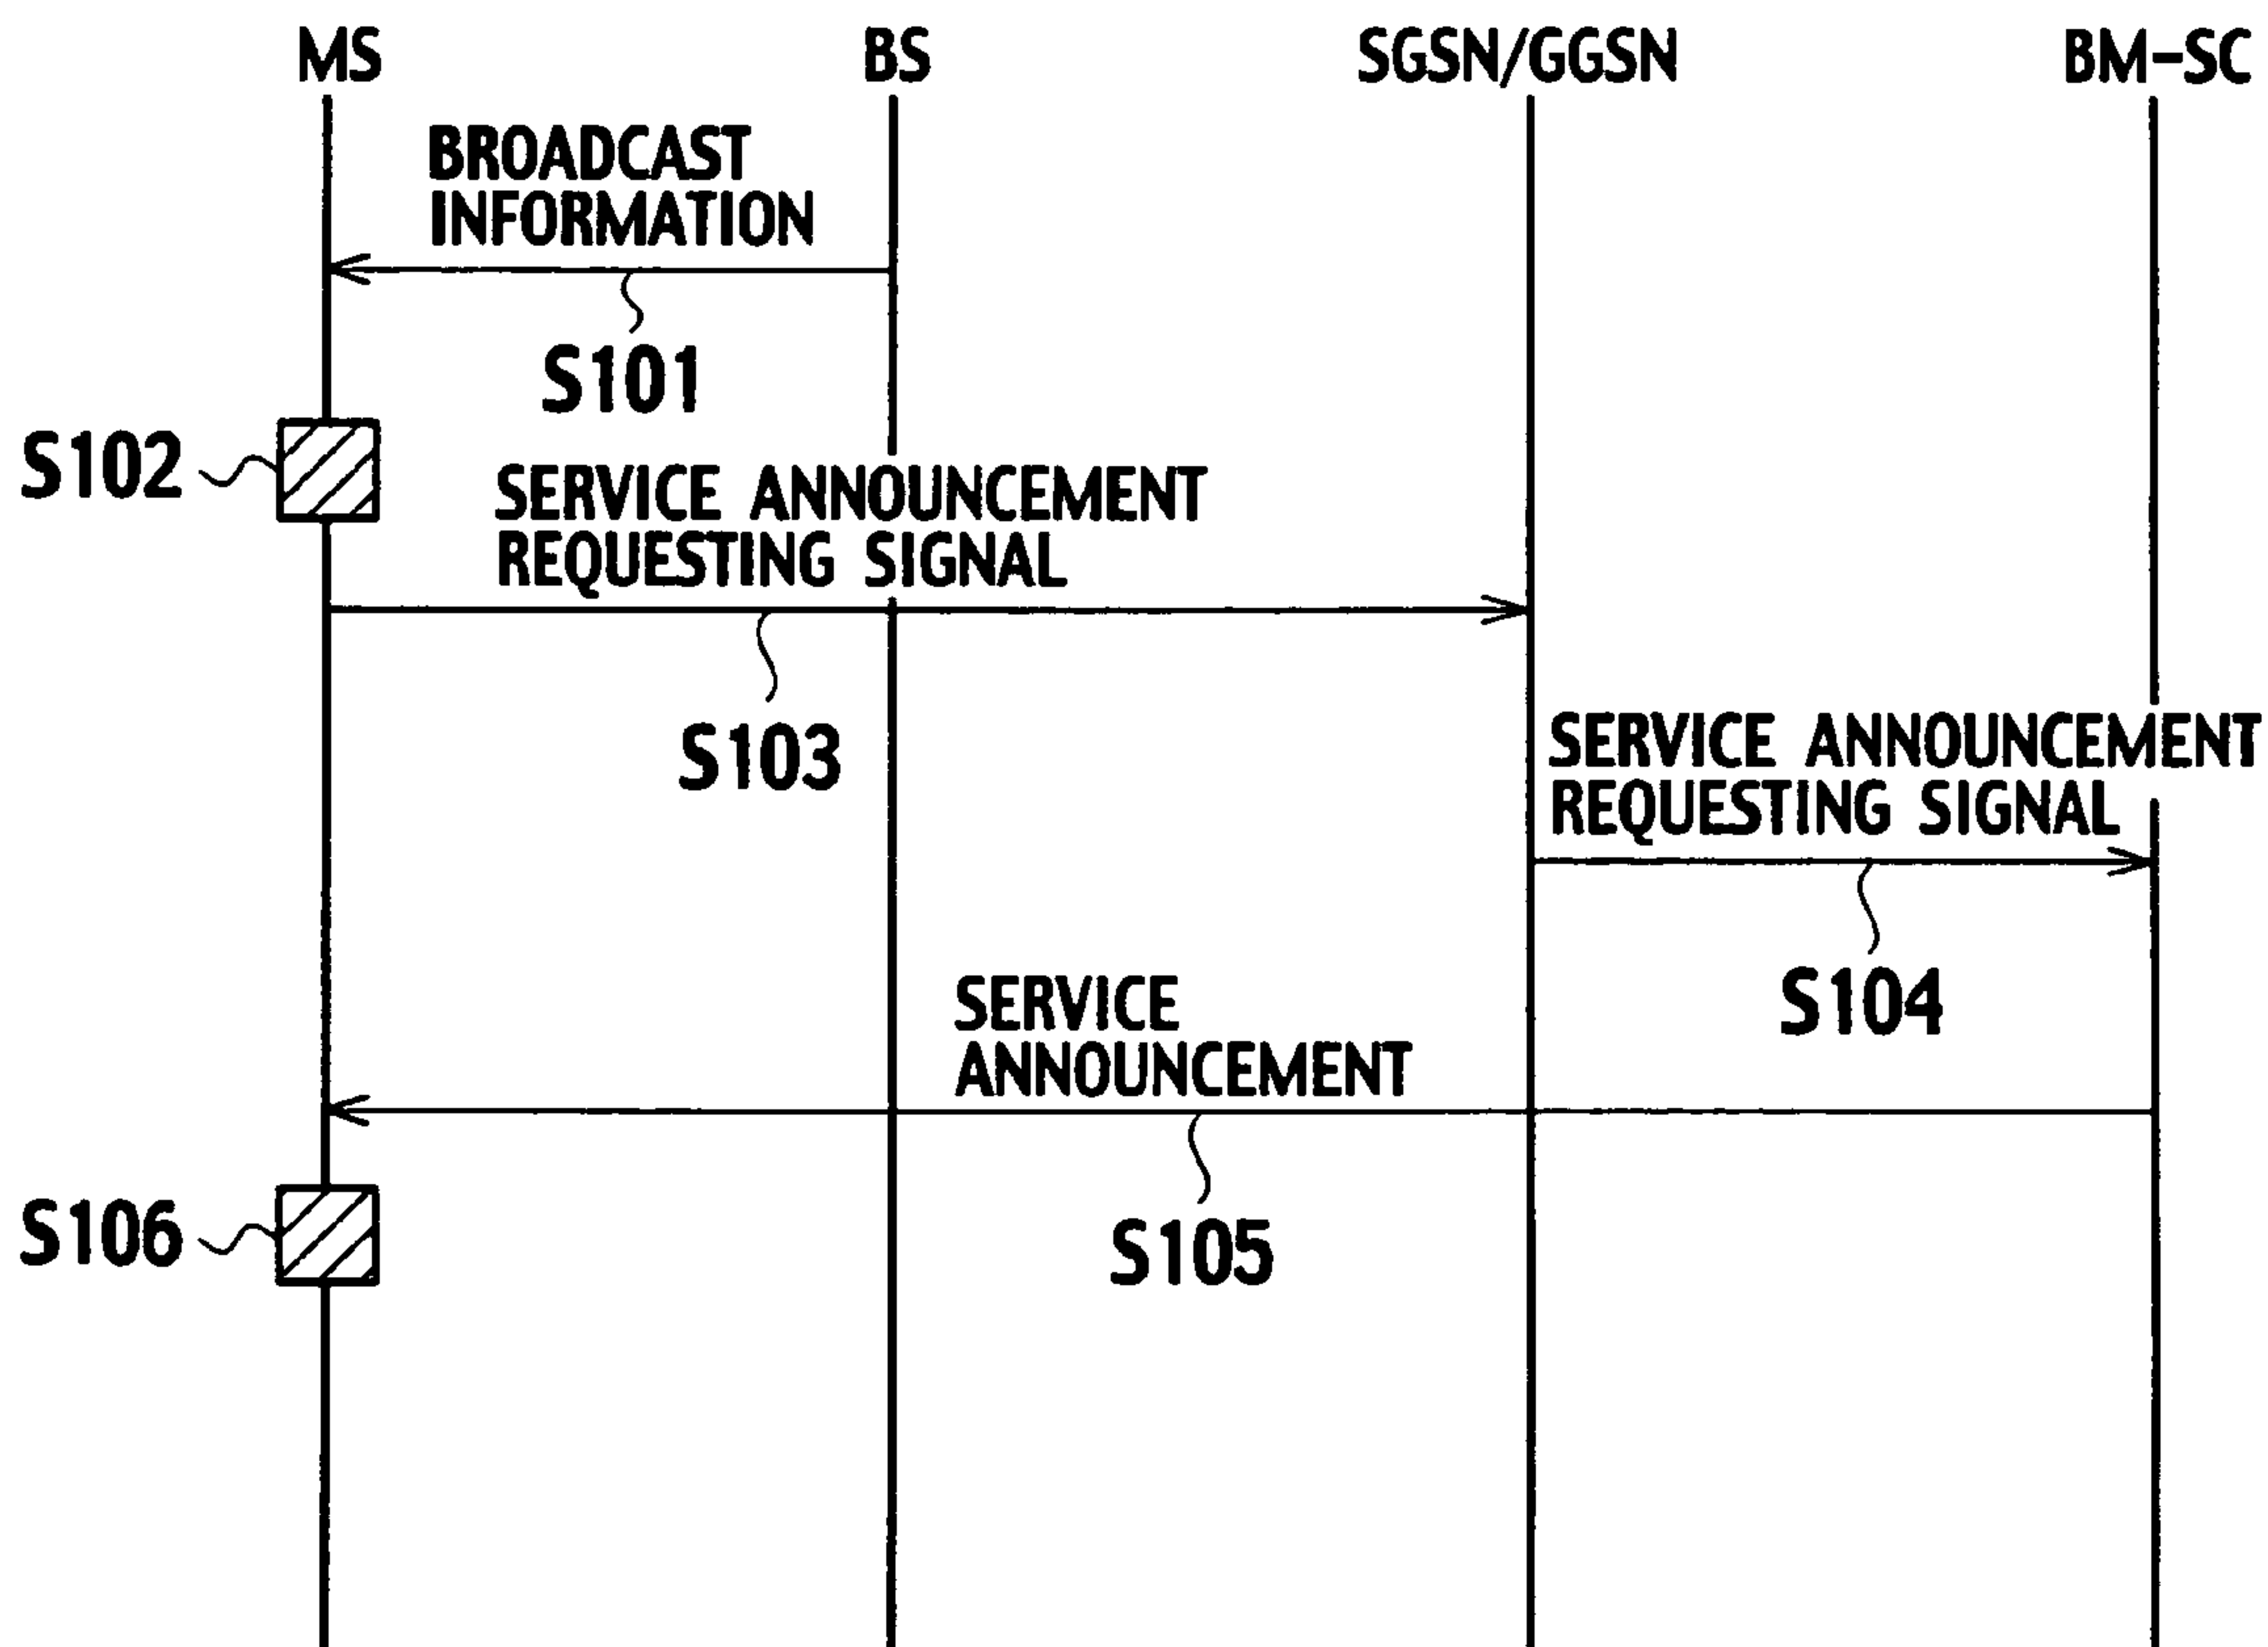 MS
BS
SGSN/GGSN
BM-SC
BROADCAST
INFORMATION
S101
S102
SERVICE ANNOUNCEMENT
REQUESTING SIGNAL
S103
SERVICE ANNOUNCEMENT
REQUESTING SIGNAL
S104
SERVICE
ANNOUNCEMENT
S105
S106